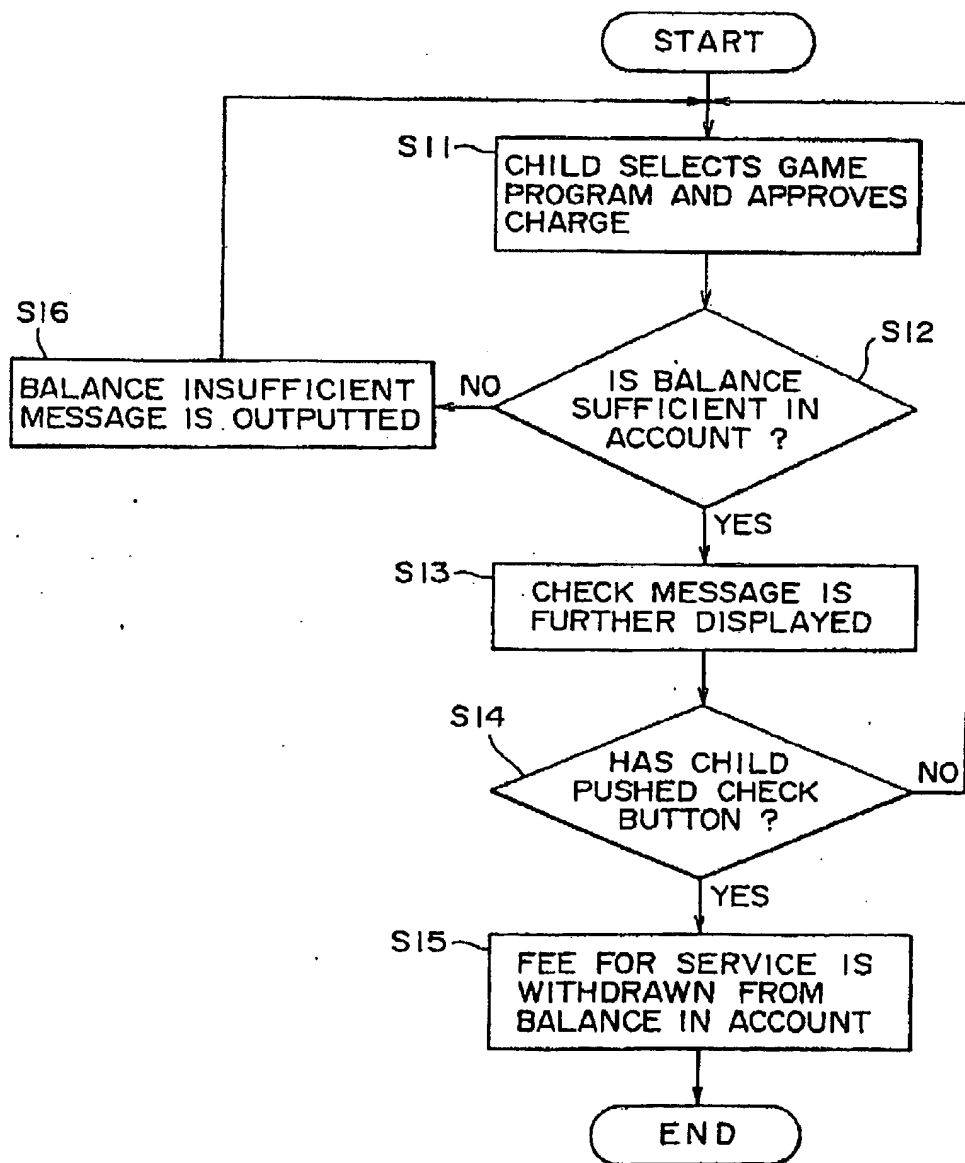 START
S11
CHILD SELECTS GAME
PROGRAM AND APPROVES
CHARGE
S16
BALANCE INSUFFICIENT
MESSAGE IS OUTPUTTED
NO
S12
IS BALANCE
SUFFICIENT IN
ACCOUNT ?
YES
S13
CHECK MESSAGE IS
FURTHER DISPLAYED
S14
HAS CHILD
PUSHED CHECK
BUTTON ?
NO
YES
S15
FEE FOR SERVICE IS
WITHDRAWN FROM
BALANCE IN ACCOUNT
END